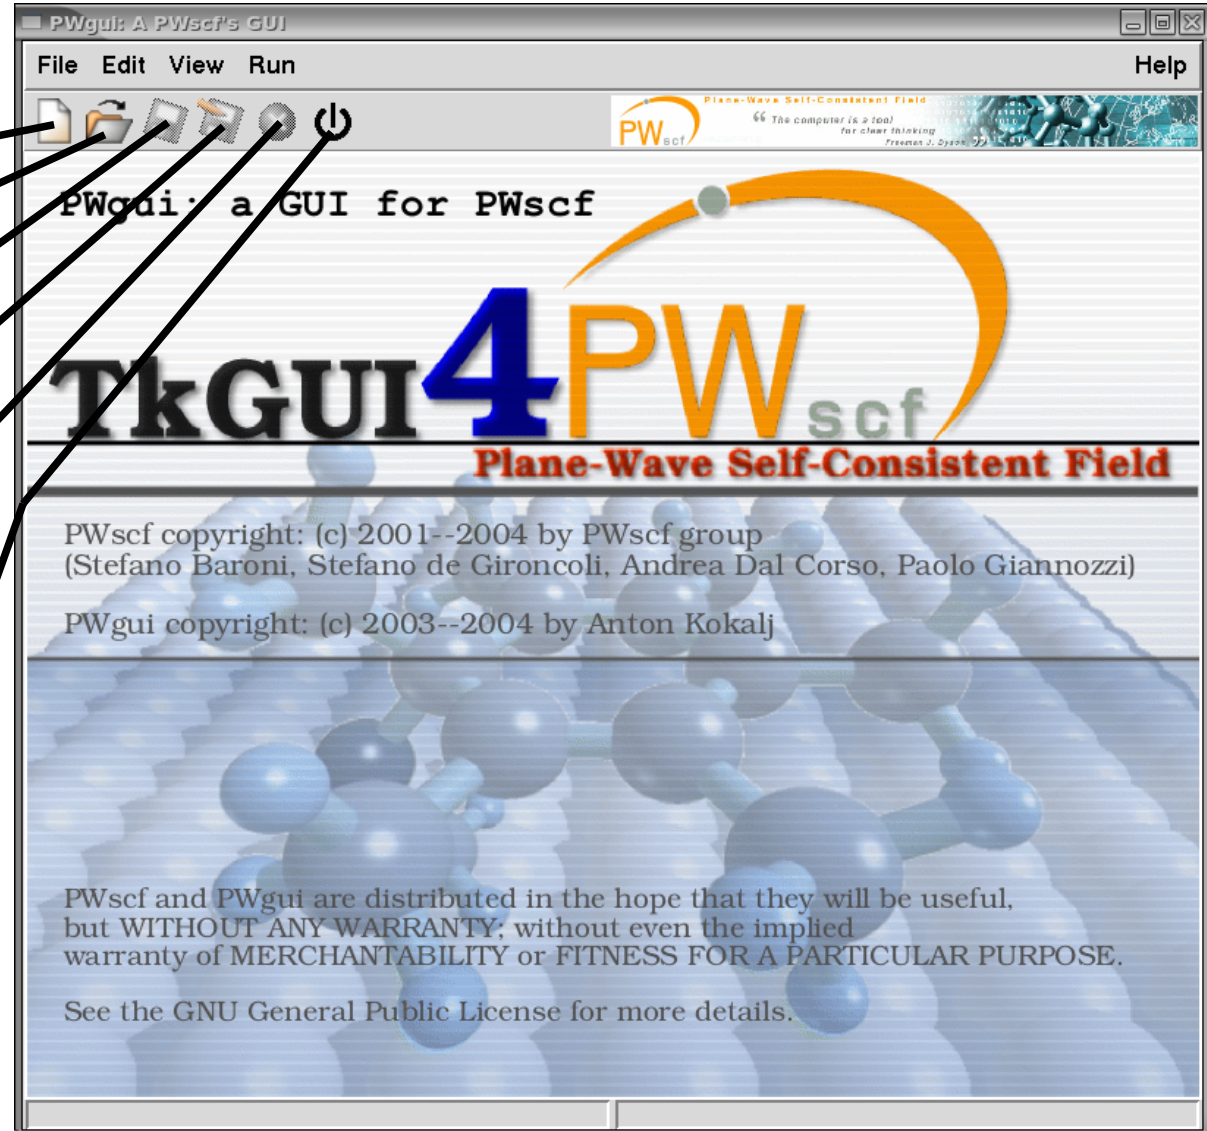 PWgui: A PWscf's GUI
File Edit View Run Help
PWscf
Plane-Wave Self-Consistent Field
“ The computer is a tool
for clear thinking
Freeman J. Dyson ”
PWgui: a GUI for PWscf
TkGUI4PWscf
Plane-Wave Self-Consistent Field
PWscf copyright: (c) 2001--2004 by PWscf group
(Stefano Baroni, Stefano de Gironcoli, Andrea Dal Corso, Paolo Giannozzi)
PWgui copyright: (c) 2003--2004 by Anton Kokalj
PWscf and PWgui are distributed in the hope that they will be useful,
but WITHOUT ANY WARRANTY; without even the implied
warranty of MERCHANTABILITY or FITNESS FOR A PARTICULAR PURPOSE.
See the GNU General Public License for more details.